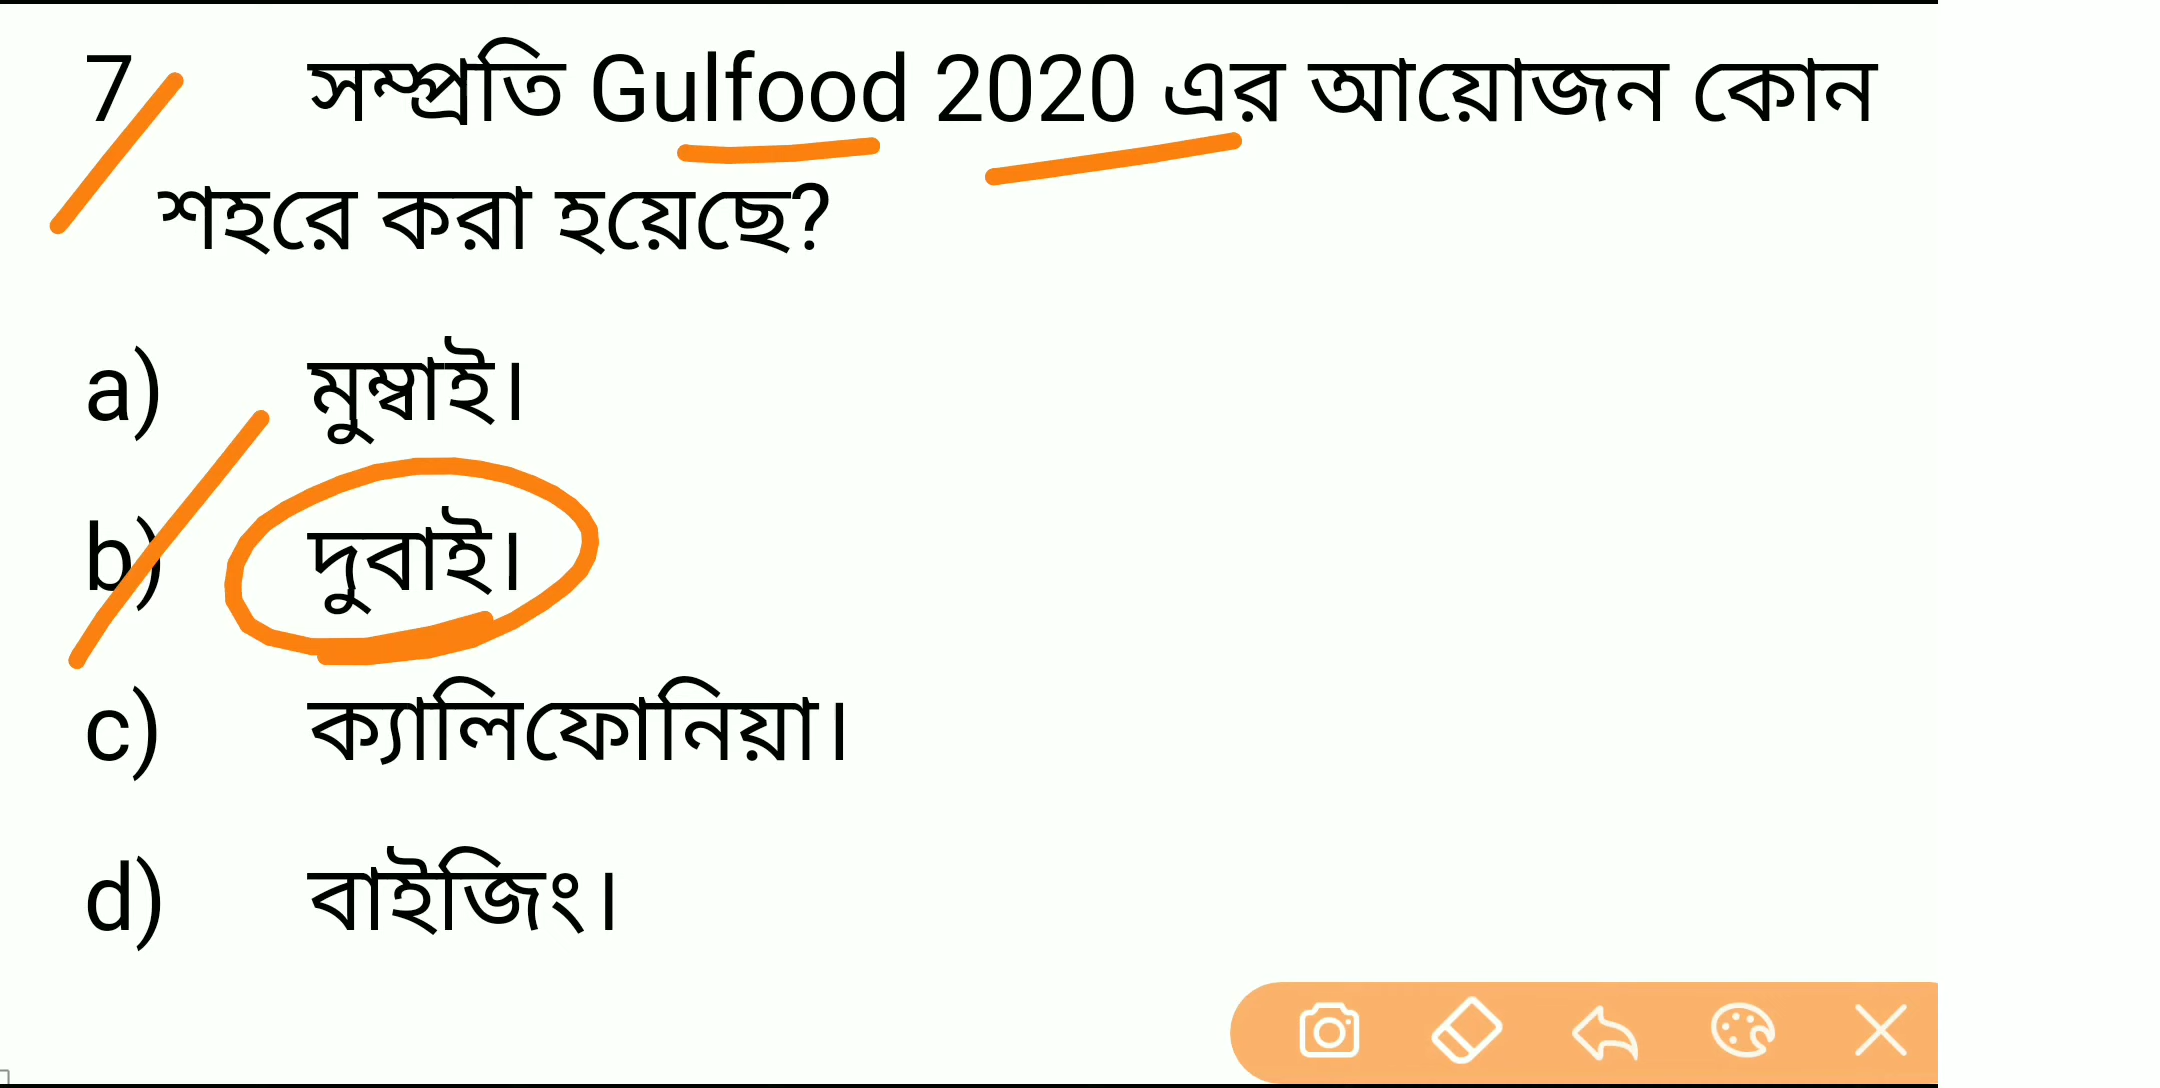 7 সম্প্রতি Gulfood 2020 এর আয়োজন কোন
শহরে করা হয়েছে?
a) মুম্বাই।
b) দুবাই।
c) ক্যালিফোনিয়া।
d) বাইজিং।